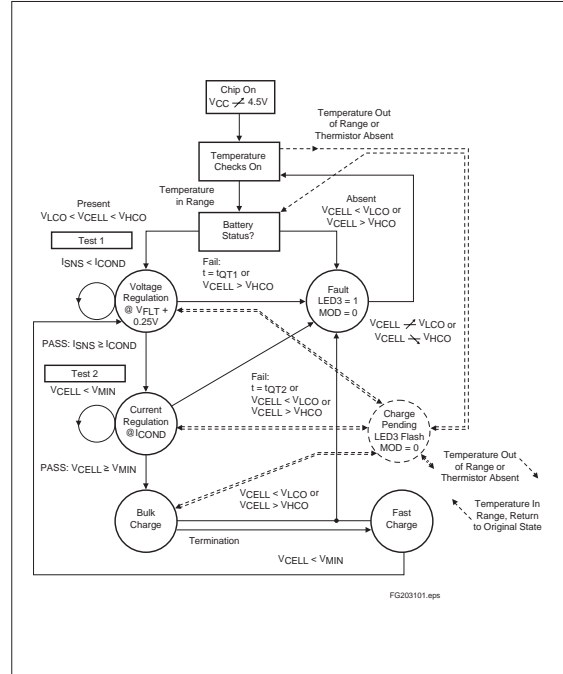 Chip On
VCC 4.5V
Temperature Out
of Range or
Thermistor Absent
Temperature
Checks On
Temperature
in Range
Absent
VCELL < VLCO or
VCELL > VHCO
Present
VLCO < VCELL < VHCO
Battery
Status?
Test 1
ISNS < ICOND
Fail:
t = tQT1 or
VCELL > VHCO
Voltage
Regulation
@ VFLT +
0.25V
Fault
LED3 = 1
MOD = 0
VCELL VLCO or
VCELL VHCO
PASS: ISNS ≥ ICOND
Test 2
VCELL < VMIN
Fail:
t = tQT2 or
VCELL < VLCO or
VCELL > VHCO
Current
Regulation
@ICOND
Charge
Pending
LED3 Flash
MOD = 0
PASS: VCELL ≥ VMIN
Temperature Out
of Range or
Thermistor Absent
VCELL < VLCO or
VCELL > VHCO
Bulk
Charge
Fast
Charge
Temperature In
Range, Return
to Original State
Termination
VCELL < VMIN
FG203101.eps